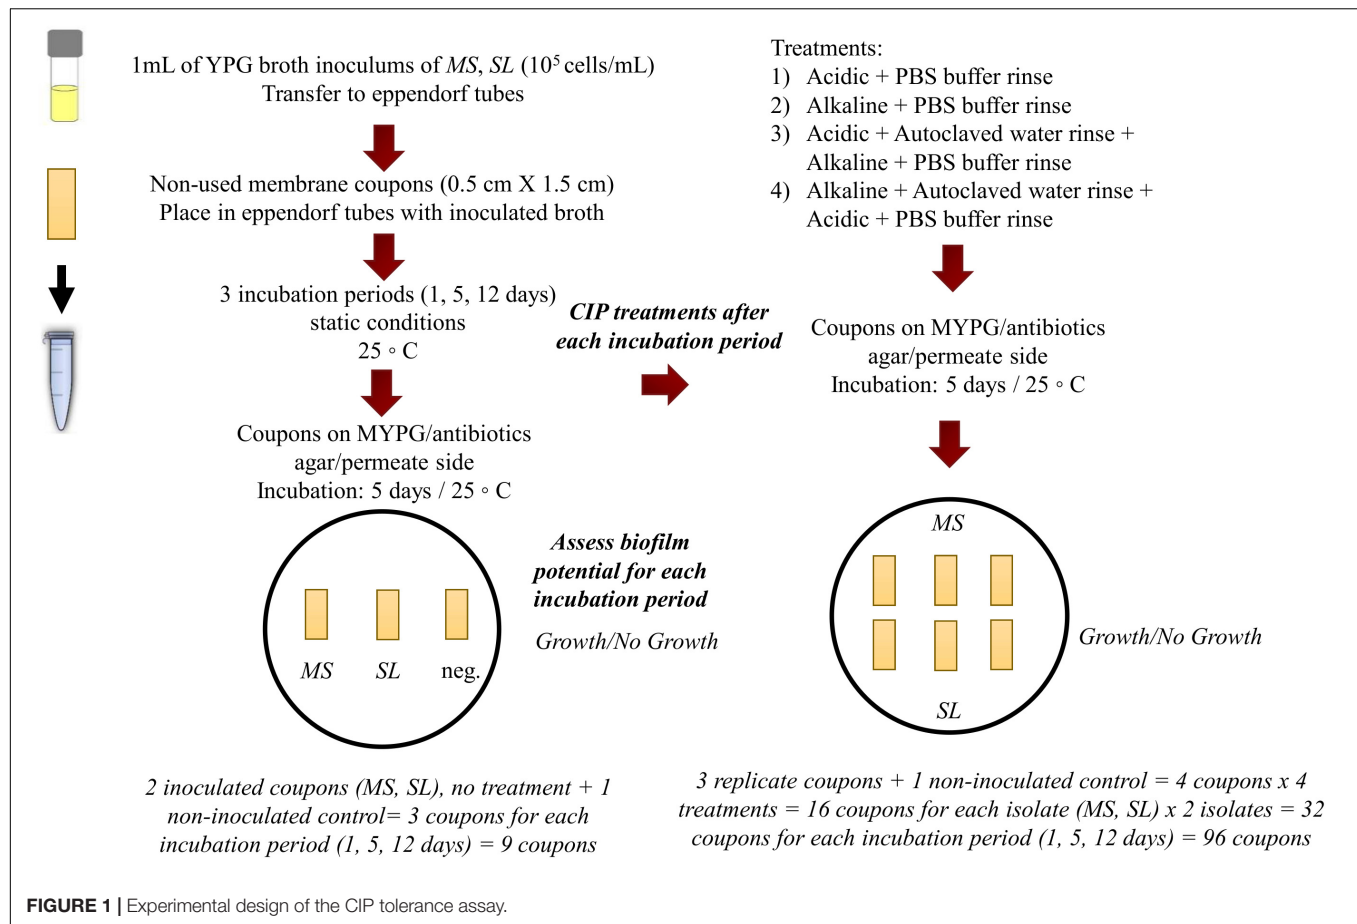 1mL of YPG broth inoculums of MS, SL (10⁵ cells/mL)
Transfer to eppendorf tubes
Non-used membrane coupons (0.5 cm X 1.5 cm)
Place in eppendorf tubes with inoculated broth
3 incubation periods (1, 5, 12 days)
static conditions
25 ◦ C
Coupons on MYPG/antibiotics
agar/permeate side
Incubation: 5 days / 25 ◦ C
MS
SL
neg.
Assess biofilm
potential for each
incubation period
Growth/No Growth
2 inoculated coupons (MS, SL), no treatment + 1
non-inoculated control= 3 coupons for each
incubation period (1, 5, 12 days) = 9 coupons
CIP treatments after
each incubation period
Treatments:
1) Acidic + PBS buffer rinse
2) Alkaline + PBS buffer rinse
3) Acidic + Autoclaved water rinse +
Alkaline + PBS buffer rinse
4) Alkaline + Autoclaved water rinse +
Acidic + PBS buffer rinse
Coupons on MYPG/antibiotics
agar/permeate side
Incubation: 5 days / 25 ◦ C
MS
SL
Growth/No Growth
3 replicate coupons + 1 non-inoculated control = 4 coupons x 4
treatments = 16 coupons for each isolate (MS, SL) x 2 isolates = 32
coupons for each incubation period (1, 5, 12 days) = 96 coupons
FIGURE 1 | Experimental design of the CIP tolerance assay.